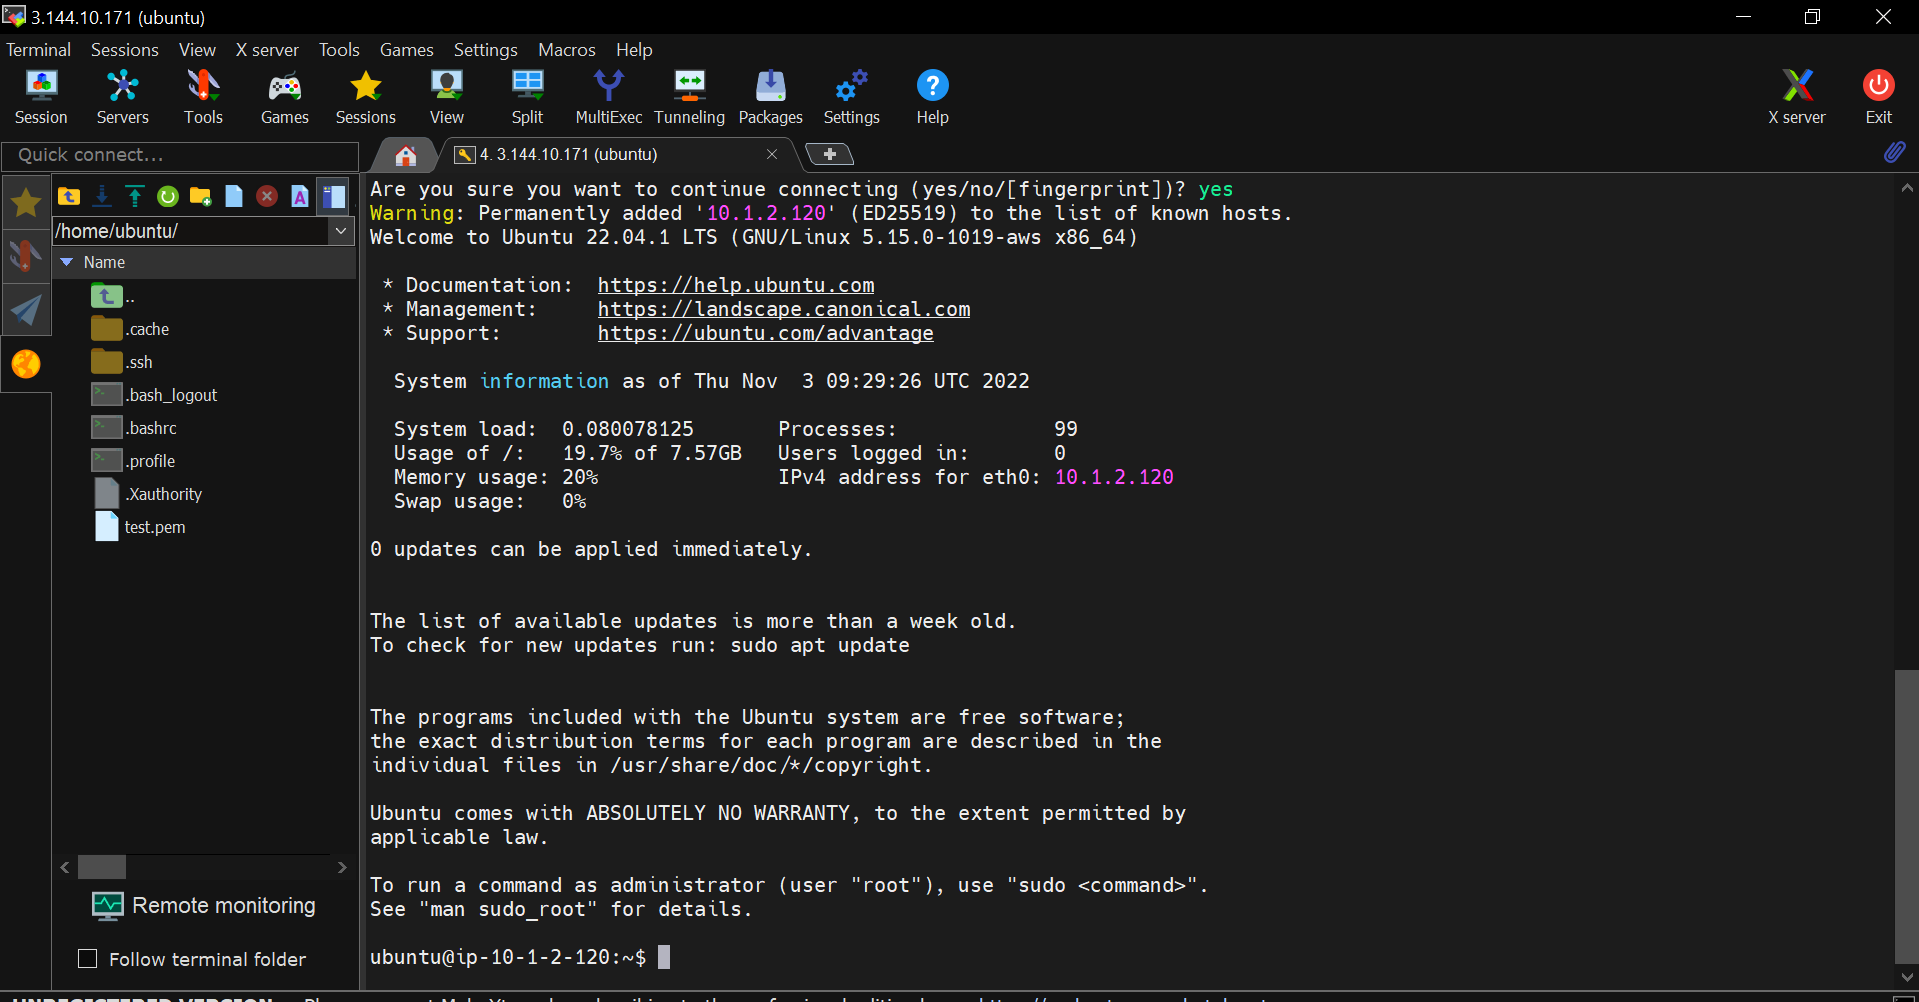 3.144.10.171 (ubuntu)
Terminal Sessions View X server Tools Games Settings Macros Help
Session Servers Tools Games Sessions View Split MultiExec Tunneling Packages Settings Help X server Exit
Quick connect...
4. 3.144.10.171 (ubuntu)
/home/ubuntu/
Name
..
.cache
.ssh
.bash_logout
.bashrc
.profile
.Xauthority
test.pem
Remote monitoring
Follow terminal folder
Are you sure you want to continue connecting (yes/no/[fingerprint])? yes
Warning: Permanently added '10.1.2.120' (ED25519) to the list of known hosts.
Welcome to Ubuntu 22.04.1 LTS (GNU/Linux 5.15.0-1019-aws x86_64)
* Documentation: https://help.ubuntu.com
* Management: https://landscape.canonical.com
* Support: https://ubuntu.com/advantage
System information as of Thu Nov 3 09:29:26 UTC 2022
System load: 0.080078125 Processes: 99
Usage of /: 19.7% of 7.57GB Users logged in: 0
Memory usage: 20% IPv4 address for eth0: 10.1.2.120
Swap usage: 0%
0 updates can be applied immediately.
The list of available updates is more than a week old.
To check for new updates run: sudo apt update
The programs included with the Ubuntu system are free software;
the exact distribution terms for each program are described in the
individual files in /usr/share/doc/*/copyright.
Ubuntu comes with ABSOLUTELY NO WARRANTY, to the extent permitted by
applicable law.
To run a command as administrator (user "root"), use "sudo <command>".
See "man sudo_root" for details.
ubuntu@ip-10-1-2-120:~$
UNREGISTERED VERSION